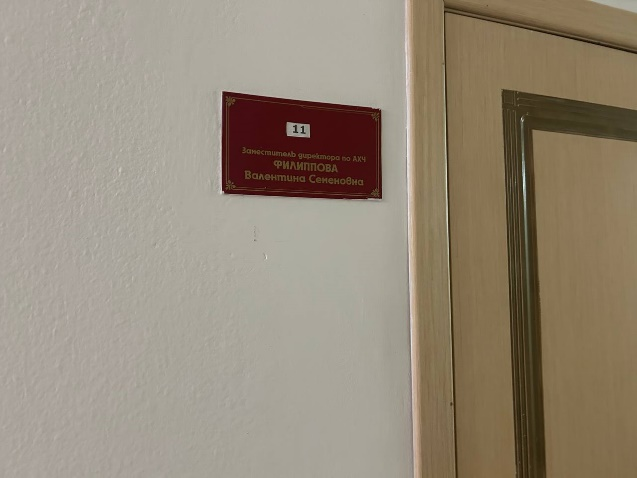 11
Заместитель директора по АХЧ
ФИЛИППОВА
Валентина Семеновна